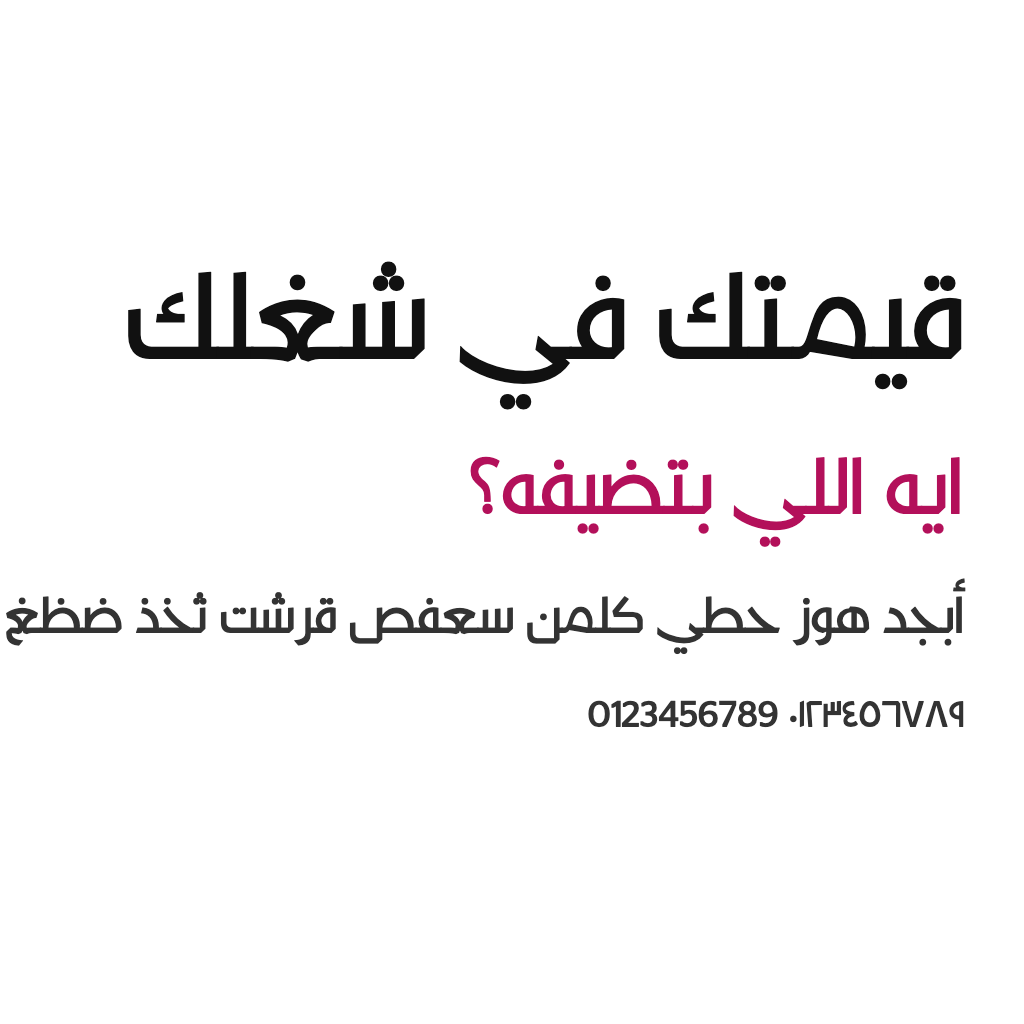 قيمتك في شغلك
ايه اللي بتضيفه؟
أبجد هوز حطي كلمن سعفص قرشت ثخذ ضظغ
٠١٢٣٤٥٦٧٨٩ 0123456789